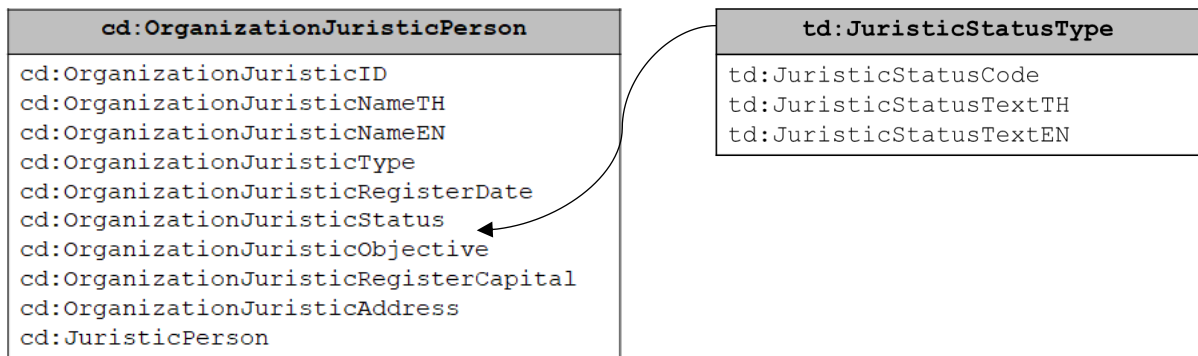 cd:OrganizationJuristicPerson
cd:OrganizationJuristicID
cd:OrganizationJuristicNameTH
cd:OrganizationJuristicNameEN
cd:OrganizationJuristicType
cd:OrganizationJuristicRegisterDate
cd:OrganizationJuristicStatus
cd:OrganizationJuristicObjective
cd:OrganizationJuristicRegisterCapital
cd:OrganizationJuristicAddress
cd:JuristicPerson
td:JuristicStatusType
td:JuristicStatusCode
td:JuristicStatusTextTH
td:JuristicStatusTextEN